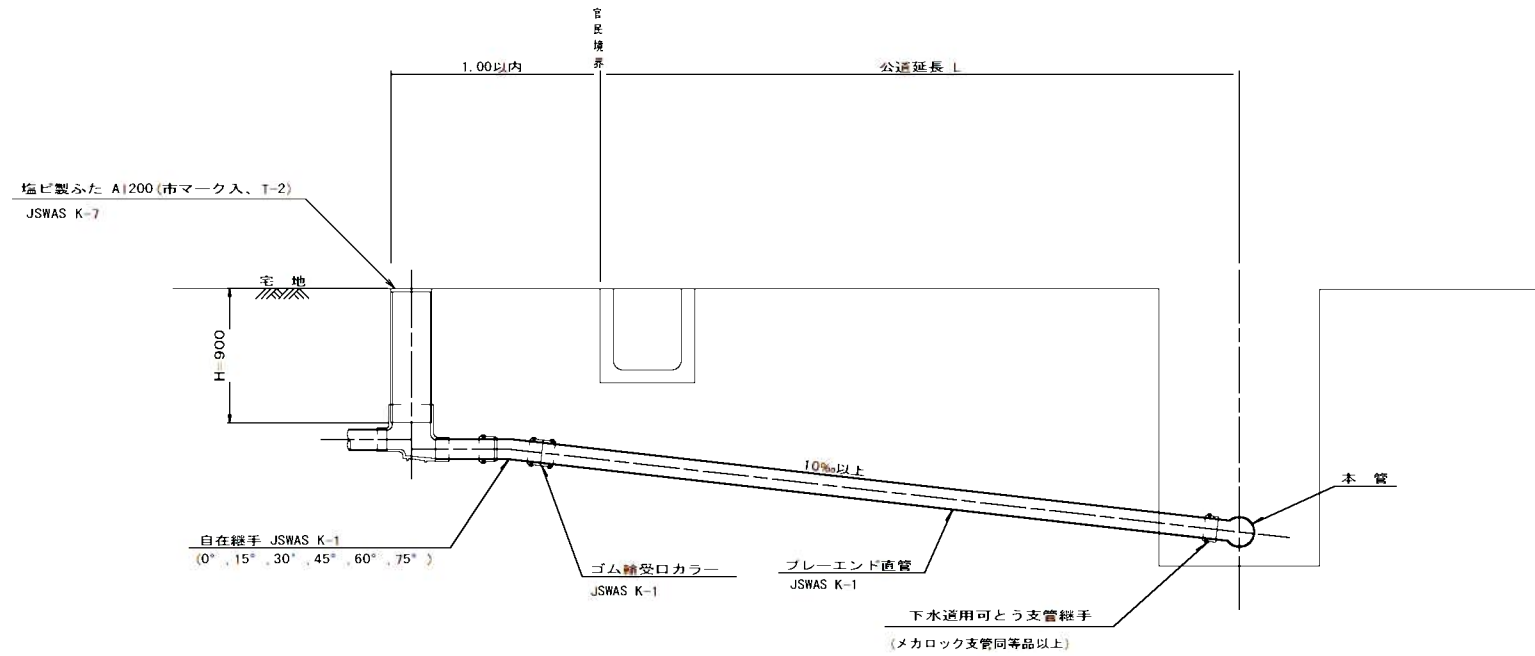 官民境界
1.00以内
公道延長 L
塩ビ製ふた A1200(市マーク入、T-2)
JSWAS K-7
宅 地
H=900
10‰以上
本 管
自在継手 JSWAS K-1
(0°,15°,30°,45°,60°,75°)
ゴム輪受口カラー
JSWAS K-1
プレーエンド直管
JSWAS K-1
下水道用可とう支管継手
(メカロック支管同等品以上)